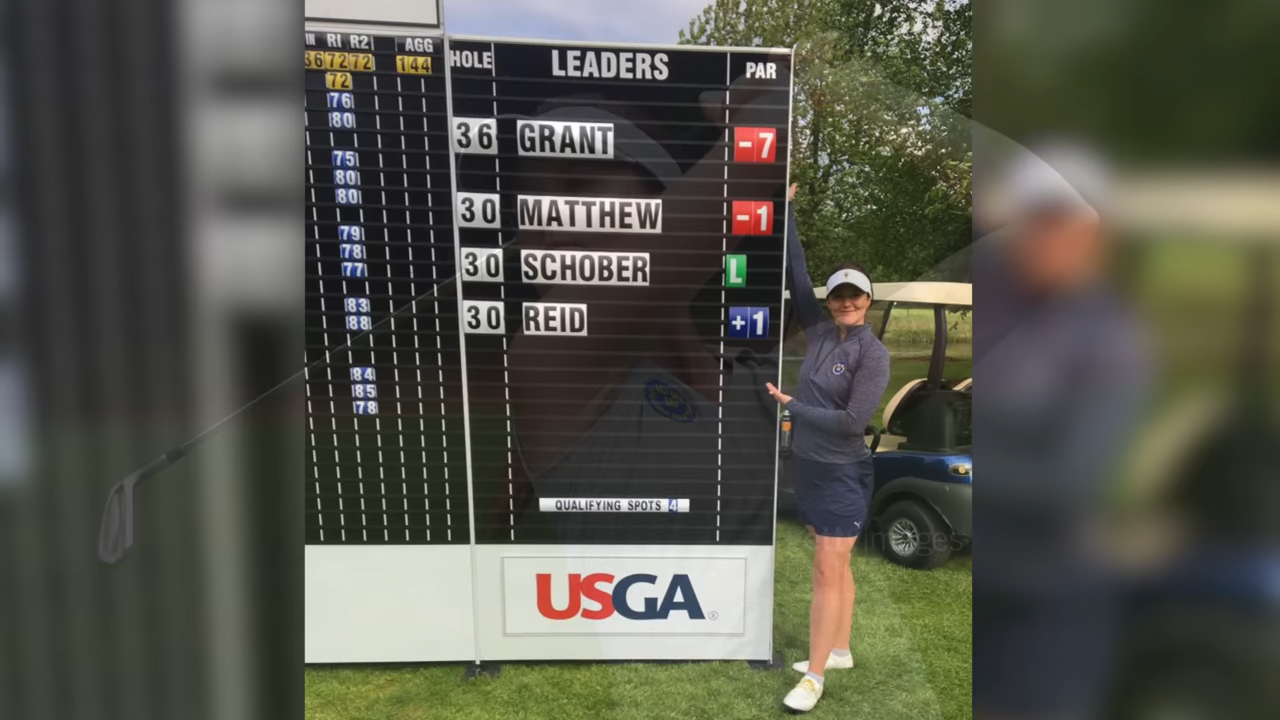 N R1 R2 AGG
36 72 72 144
72
76
80
75
80
80
79
78
77
83
88
84
85
78
HOLE LEADERS PAR
36 GRANT -7
30 MATTHEW -1
30 SCHOBER L
30 REID +1
QUALIFYING SPOTS 4
USGA®